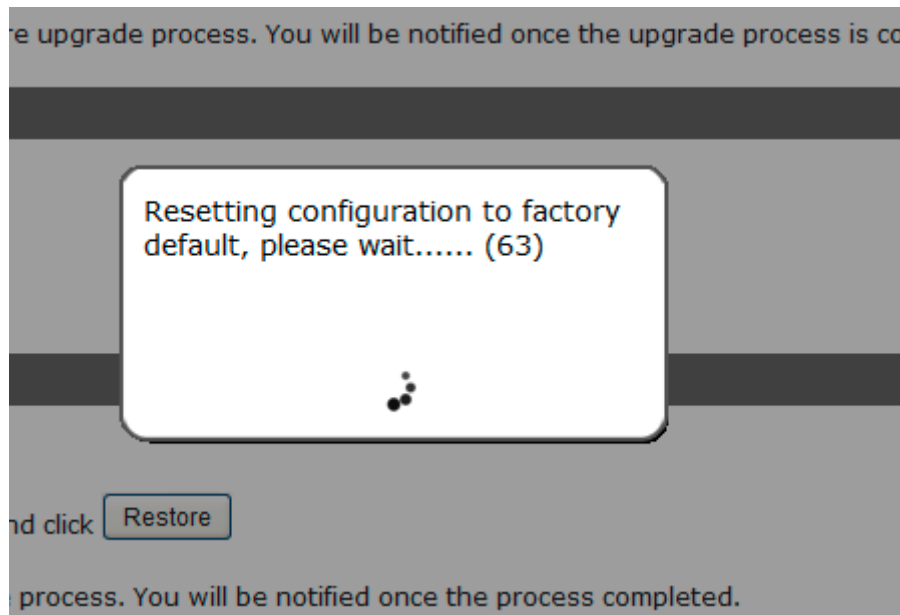 re upgrade process. You will be notified once the upgrade process is co
Resetting configuration to factory
default, please wait...... (63)
nd click Restore
process. You will be notified once the process completed.